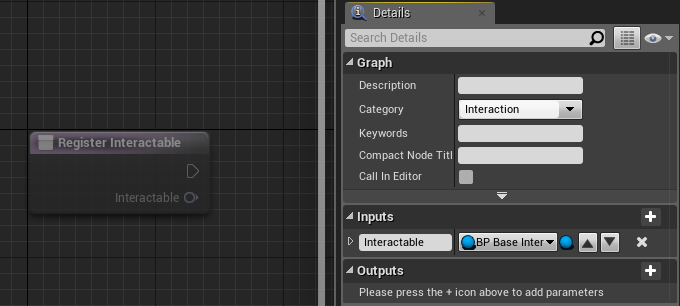 Details
Search Details
Graph
Description
Category
Interaction
Keywords
Compact Node Titl
Call In Editor
Register Interactable
Interactable
Inputs
Interactable
BP Base Inter
Outputs
Please press the + icon above to add parameters